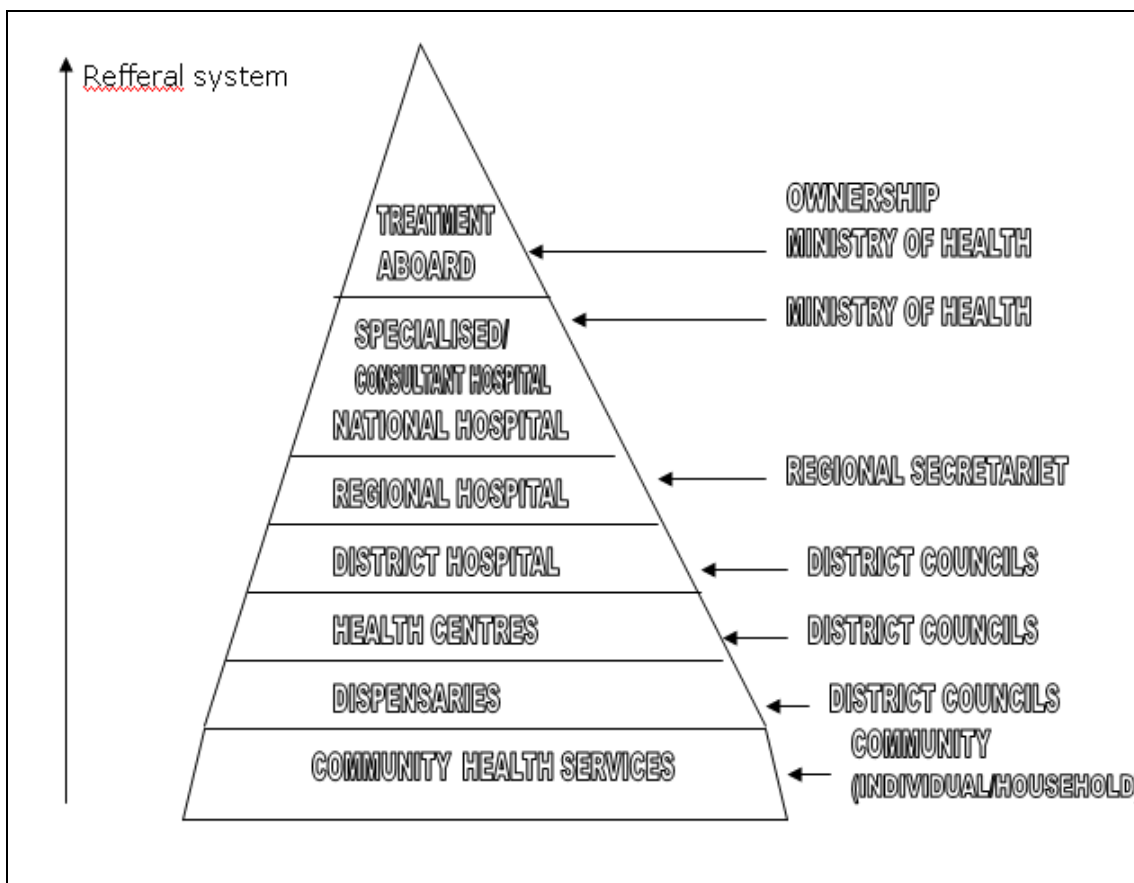 Refferal system
TREATMENT
ABOARD
OWNERSHIP
MINISTRY OF HEALTH
SPECIALISED/
CONSULTANT HOSPITAL
NATIONAL HOSPITAL
MINISTRY OF HEALTH
REGIONAL HOSPITAL
REGIONAL SECRETARIET
DISTRICT HOSPITAL
DISTRICT COUNCILS
HEALTH CENTRES
DISTRICT COUNCILS
DISPENSARIES
DISTRICT COUNCILS
COMMUNITY HEALTH SERVICES
COMMUNITY
(INDIVIDUAL/HOUSEHOLD